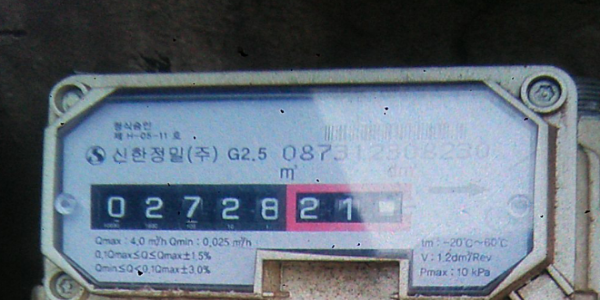 형식승인
제 H-05-11 호
신한정밀(주) G2.5
m³
0 2 7 2 8 2 1
Qmax : 4.0 m³/h Qmin : 0.025 m³/h
0.1Qmax≤Q≤Qmax±1.5%
Qmin≤Q<0.1Qmax±3.0%
tm : -20℃~60℃
V : 1.2dm³/Rev
Pmax : 10 kPa